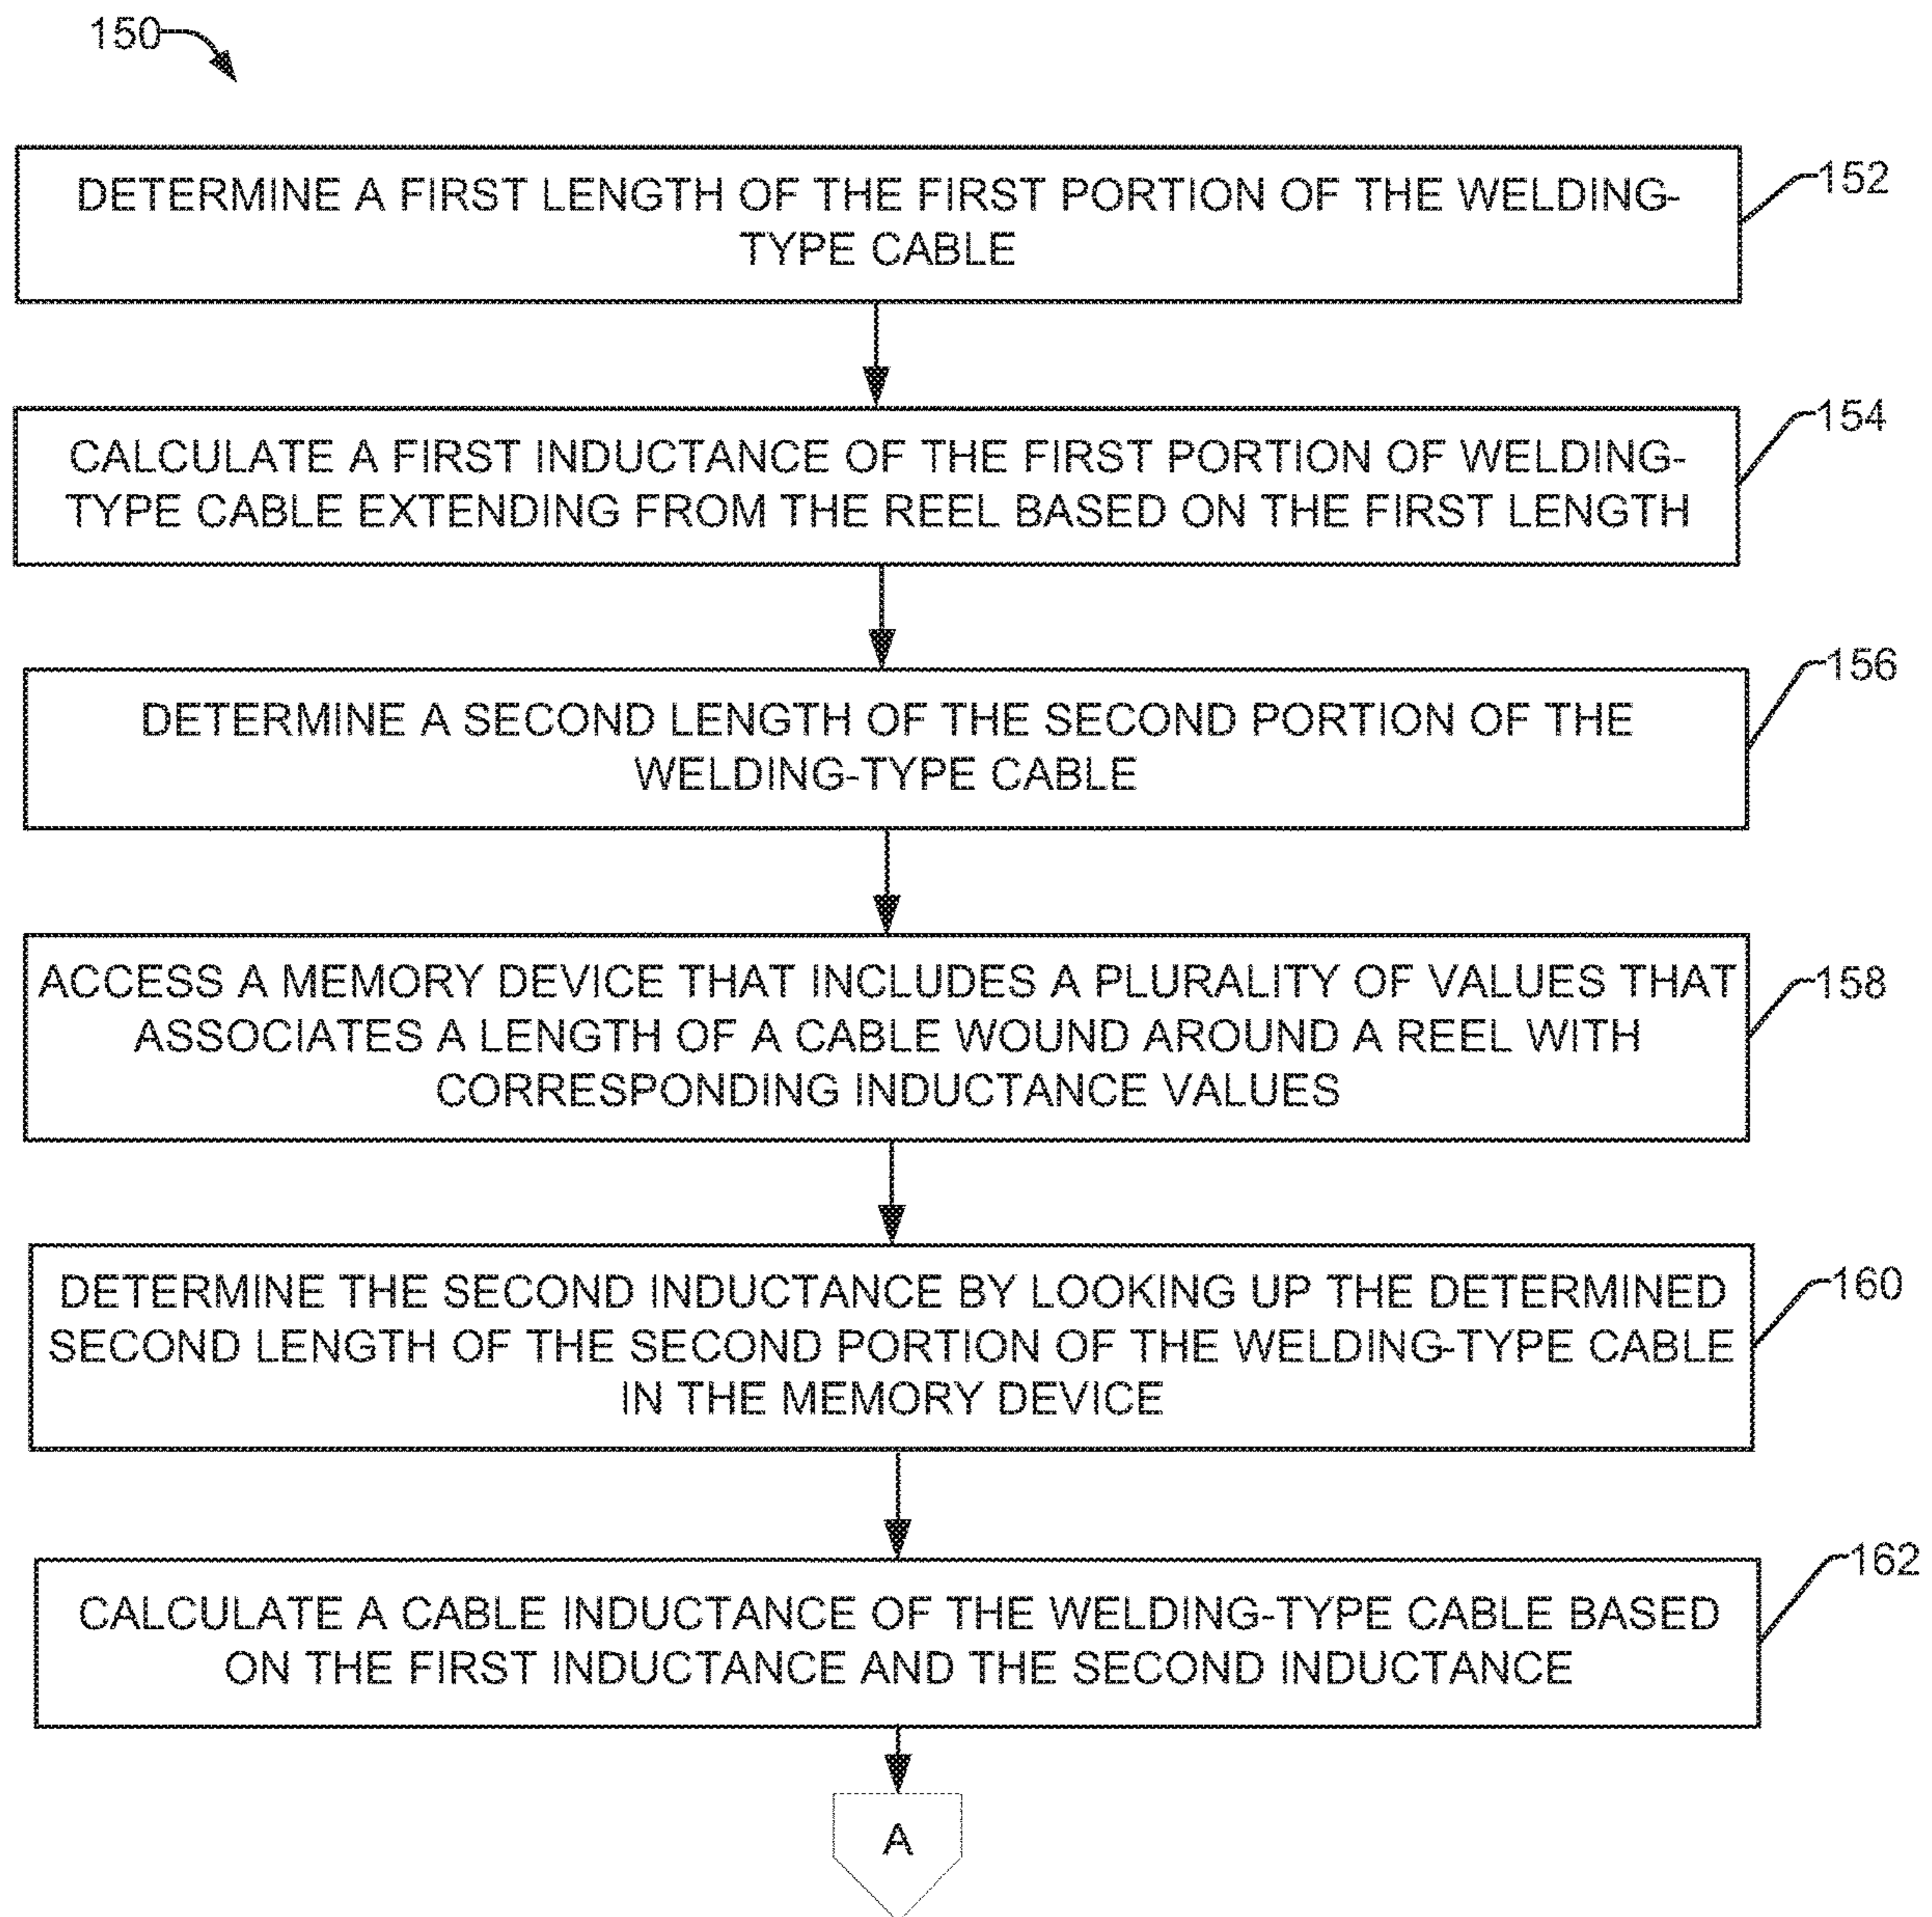 150
DETERMINE A FIRST LENGTH OF THE FIRST PORTION OF THE WELDING-
TYPE CABLE
152
CALCULATE A FIRST INDUCTANCE OF THE FIRST PORTION OF WELDING-
TYPE CABLE EXTENDING FROM THE REEL BASED ON THE FIRST LENGTH
154
DETERMINE A SECOND LENGTH OF THE SECOND PORTION OF THE
WELDING-TYPE CABLE
156
ACCESS A MEMORY DEVICE THAT INCLUDES A PLURALITY OF VALUES THAT
ASSOCIATES A LENGTH OF A CABLE WOUND AROUND A REEL WITH
CORRESPONDING INDUCTANCE VALUES
158
DETERMINE THE SECOND INDUCTANCE BY LOOKING UP THE DETERMINED
SECOND LENGTH OF THE SECOND PORTION OF THE WELDING-TYPE CABLE
IN THE MEMORY DEVICE
160
CALCULATE A CABLE INDUCTANCE OF THE WELDING-TYPE CABLE BASED
ON THE FIRST INDUCTANCE AND THE SECOND INDUCTANCE
162
A